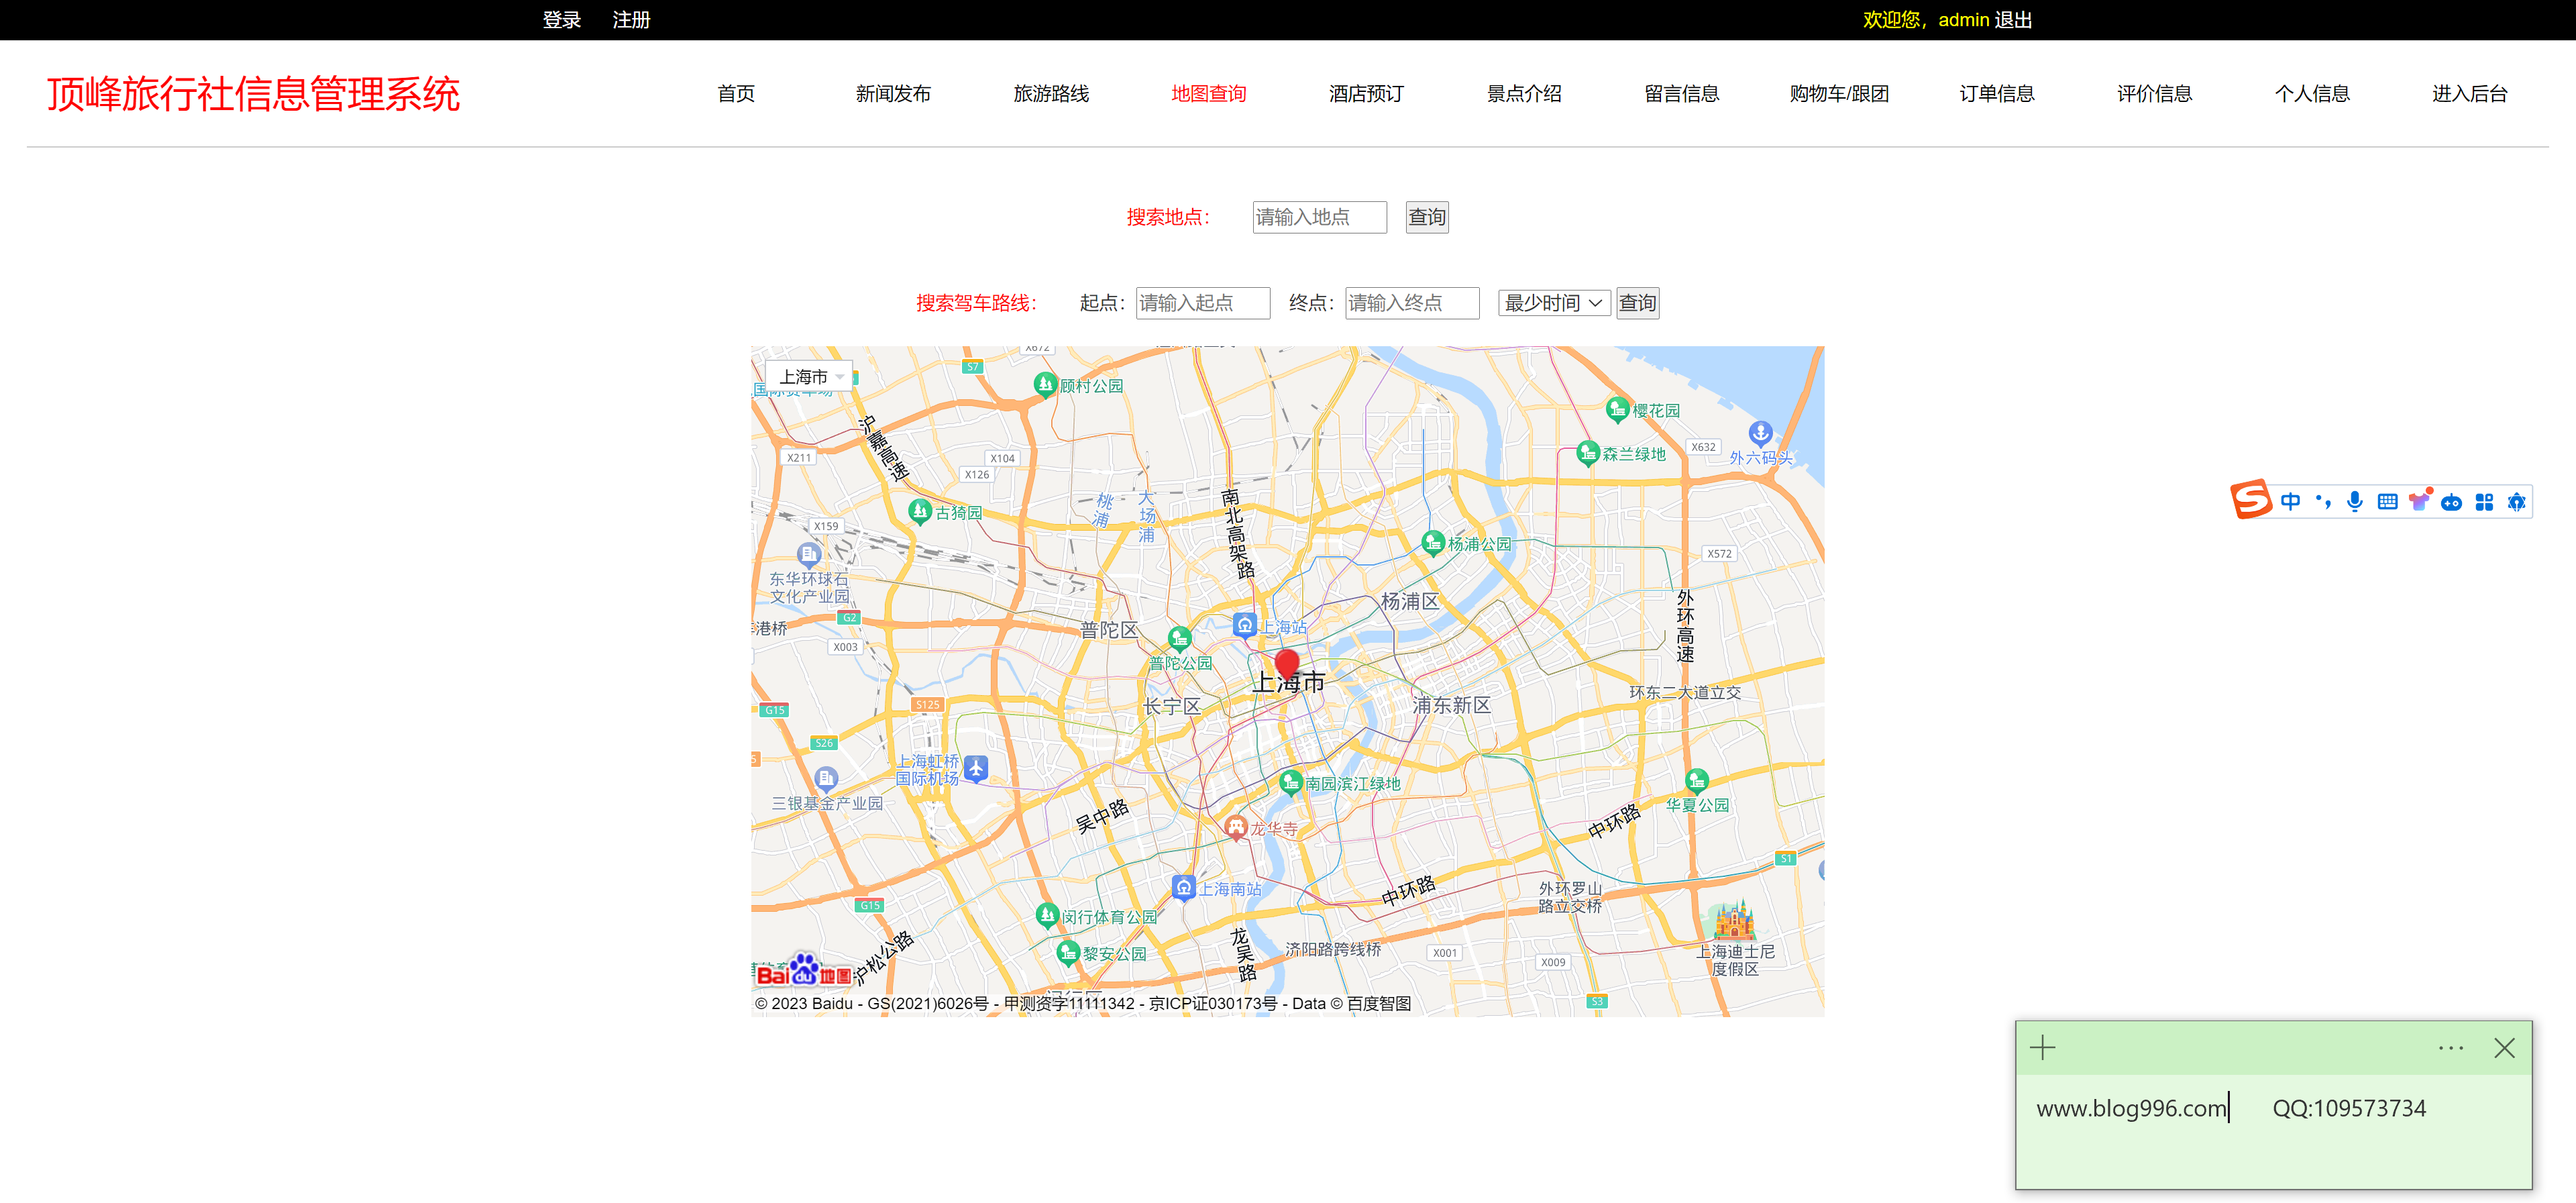 登录 注册 欢迎您，admin 退出
顶峰旅行社信息管理系统 首页 新闻发布 旅游路线 地图查询 酒店预订 景点介绍 留言信息 购物车/跟团 订单信息 评价信息 个人信息 进入后台
搜索地点： 请输入地点 查询
搜索驾车路线： 起点： 请输入起点 终点： 请输入终点 最少时间 查询
上海市
X672
S7
顾村公园
樱花园
沪嘉高速
X632
外六码头
森兰绿地
X211
X104
X126
桃浦
大场浦
南北高架路
古猗园
X159
杨浦公园
X572
东华环球石
文化产业园
外环高速
杨浦区
G2
港桥
普陀区
上海站
X003
普陀公园
上海市
环东二大道立交
S125
长宁区
浦东新区
G15
S26
上海虹桥
国际机场
三银基金产业园
南园滨江绿地
华夏公园
吴中路
龙华寺
中环路
S1
上海南站
中环路
外环罗山
路立交桥
G15
闵行体育公园
沪松公路
黎安公园
龙吴路
济阳路跨线桥
X001
X009
上海迪士尼
度假区
Bai du 地图
S3
© 2023 Baidu - GS(2021)6026号 - 甲测资字11111342 - 京ICP证030173号 - Data © 百度智图
中
www.blog996.com QQ:109573734